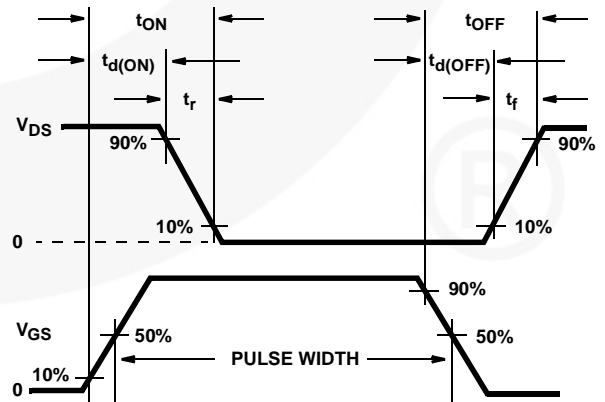 tON tOFF
td(ON) td(OFF)
tr tf
VDS
90% 90%
10% 10%
0
90%
VGS 50% 50%
PULSE WIDTH
10%
0
®